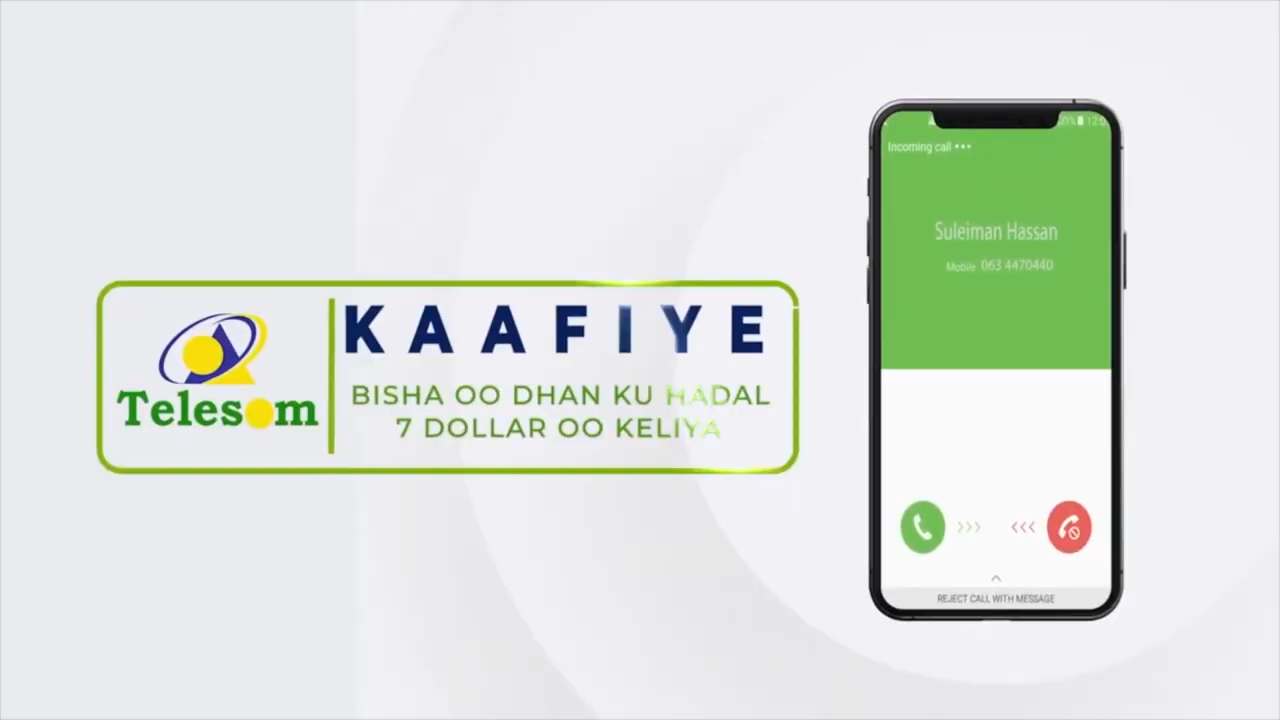 Telesom
KAAFIYE
BISHA OO DHAN KU HADAL
7 DOLLAR OO KELIYA
Incoming call •••
Suleiman Hassan
Mobile 063 4470440
REJECT CALL WITH MESSAGE